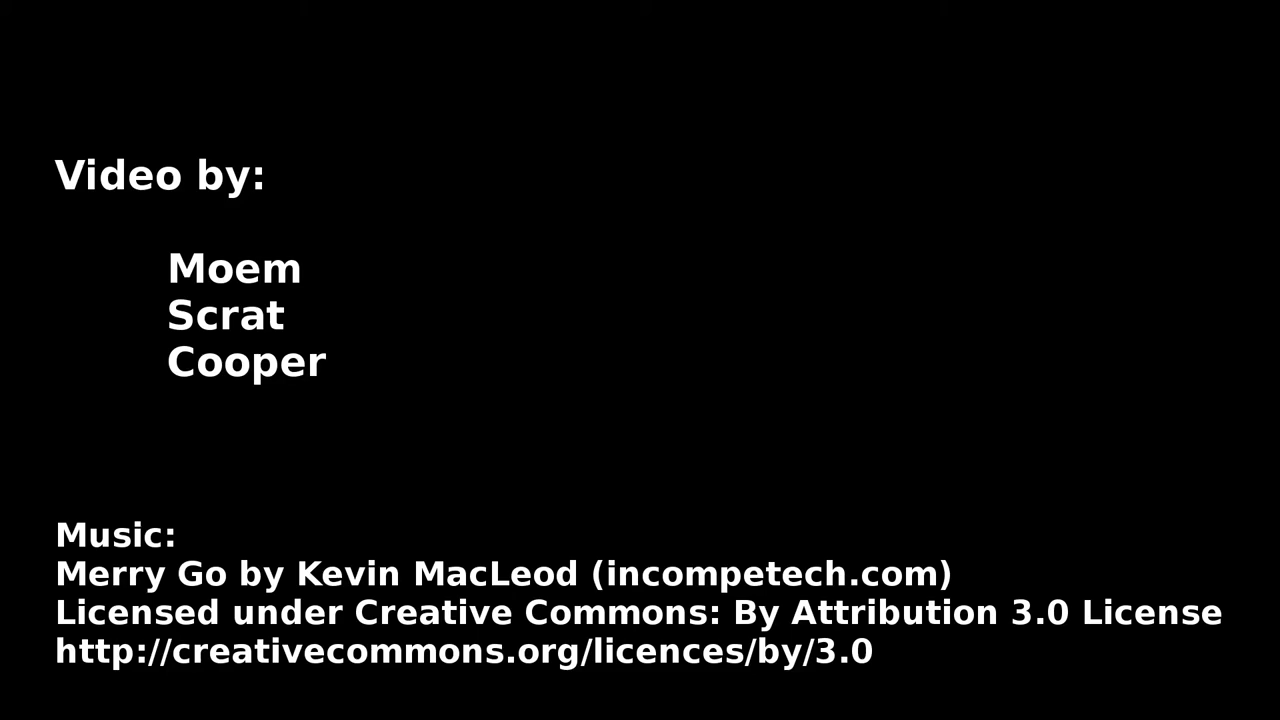 Video by:
Moem
Scrat
Cooper
Music:
Merry Go by Kevin MacLeod (incompetech.com)
Licensed under Creative Commons: By Attribution 3.0 License
http://creativecommons.org/licences/by/3.0